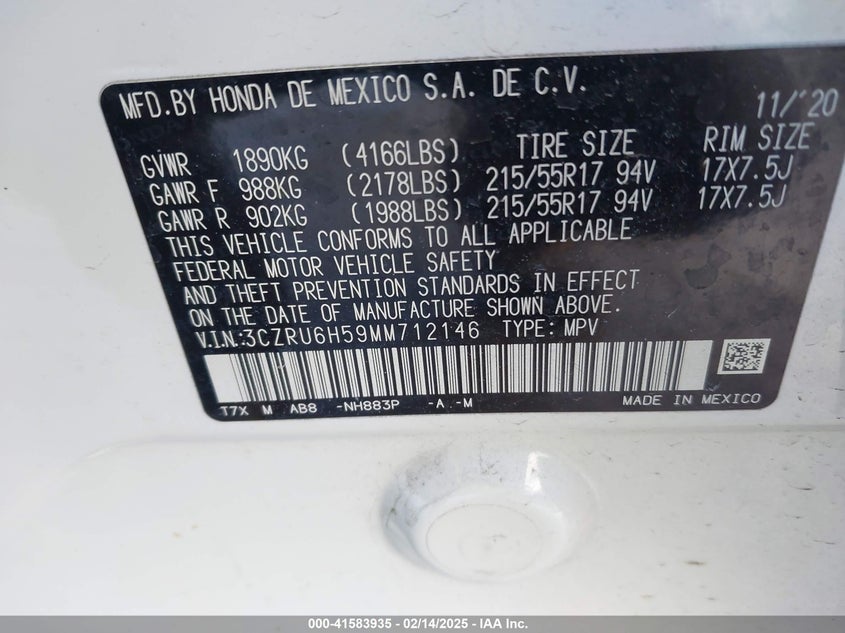 MFD.BY HONDA DE MEXICO S.A. DE C.V. 11/'20
GVWR 1890KG (4166LBS) TIRE SIZE RIM SIZE
GAWR F 988KG (2178LBS) 215/55R17 94V 17X7.5J
GAWR R 902KG (1988LBS) 215/55R17 94V 17X7.5J
THIS VEHICLE CONFORMS TO ALL APPLICABLE
FEDERAL MOTOR VEHICLE SAFETY
AND THEFT PREVENTION STANDARDS IN EFFECT
ON THE DATE OF MANUFACTURE SHOWN ABOVE.
V.I.N:3CZRU6H59MM712146 TYPE: MPV
T7X M AB8 -NH883P -A -M MADE IN MEXICO
000-41583935 - 02/14/2025 - IAA Inc.